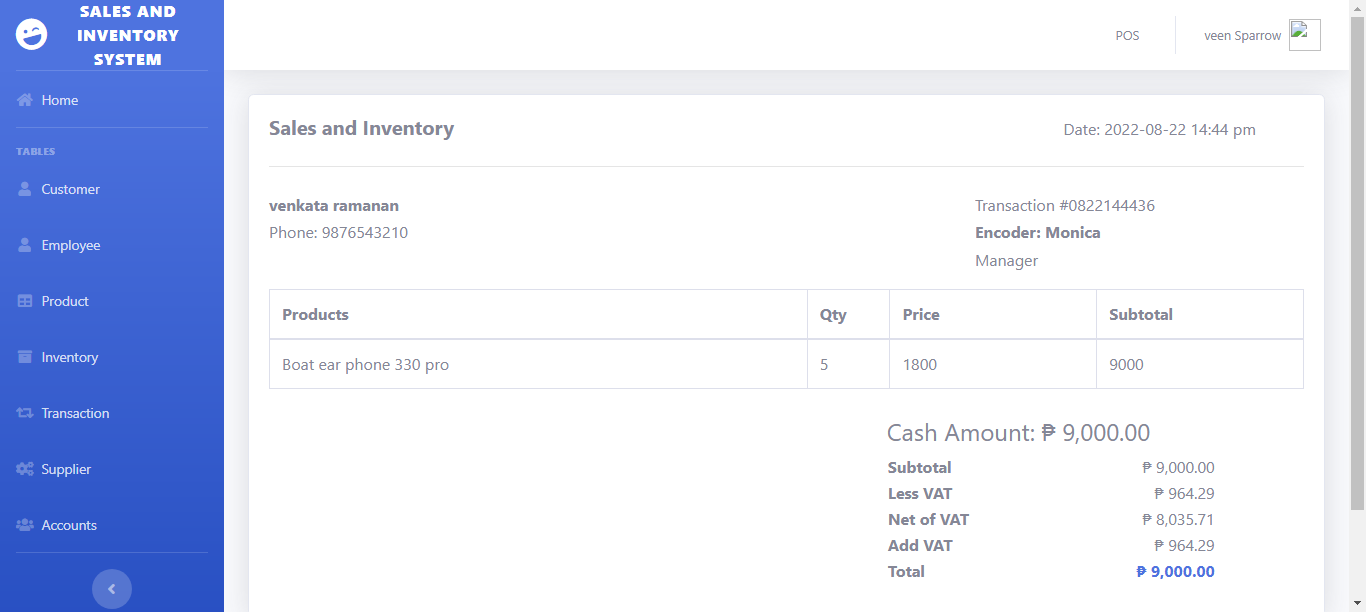 SALES AND
INVENTORY
SYSTEM
Home
TABLES
Customer
Employee
Product
Inventory
Transaction
Supplier
Accounts
POS
veen Sparrow
Sales and Inventory
Date: 2022-08-22 14:44 pm
venkata ramanan
Phone: 9876543210
Transaction #0822144436
Encoder: Monica
Manager
Products Qty Price Subtotal
Boat ear phone 330 pro 5 1800 9000
Cash Amount: ₱ 9,000.00
Subtotal ₱ 9,000.00
Less VAT ₱ 964.29
Net of VAT ₱ 8,035.71
Add VAT ₱ 964.29
Total ₱ 9,000.00